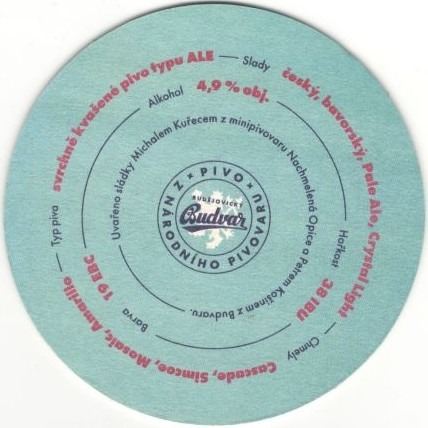 Typ piva — svrchně kvašené pivo typu ALE — Slady český, bavorský, Pale Ale, Crystal Light
Chmely — Cascade, Simcoe, Mosaic, Amarillo
Alkohol 4,9 % obj.
Hořkost 38 IBU
Barva 19 EBC
Uvařeno sládky Michalem Kuřecem z minipivovaru Nachmelená Opice a Petrem Košinem z Budvaru.
PIVO × Z NÁRODNÍHO PIVOVARU ×
BUDĚJOVICKÝ
Budvar